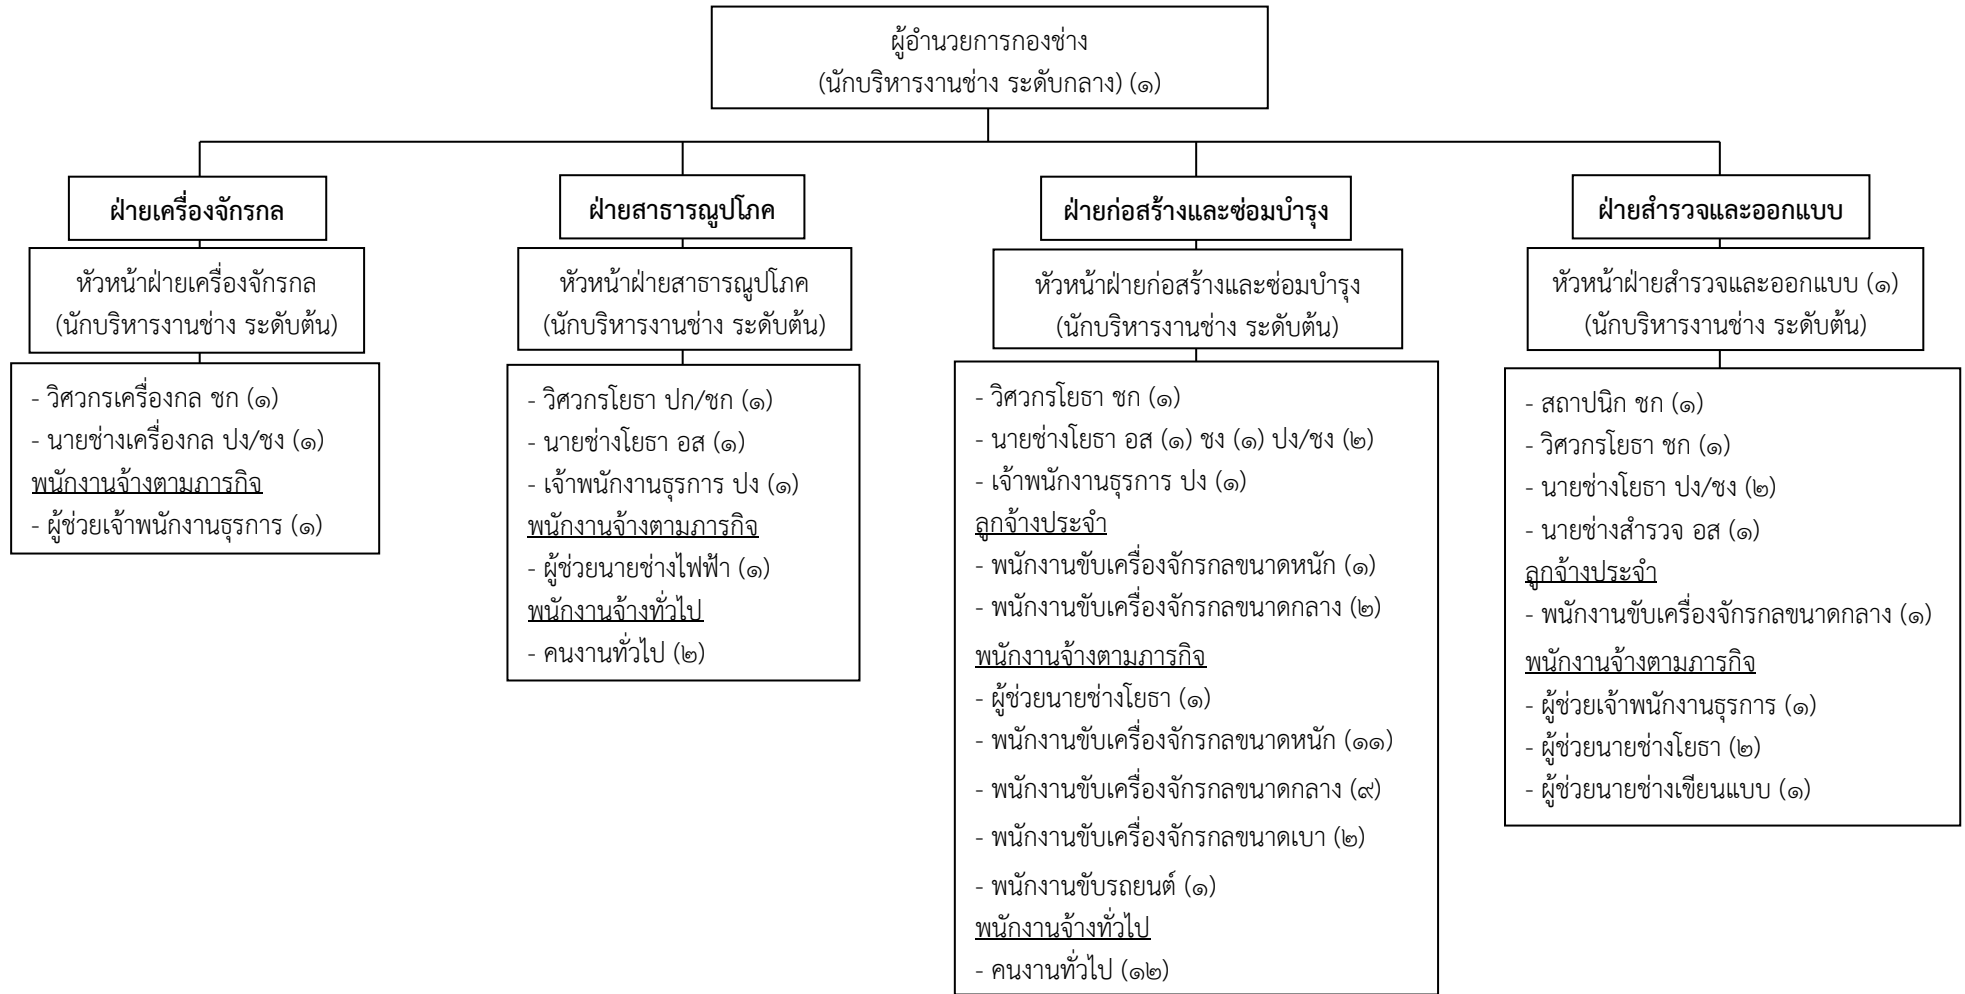 ผู้อำนวยการกองช่าง
(นักบริหารงานช่าง ระดับกลาง) (๑)
ฝ่ายเครื่องจักรกล
หัวหน้าฝ่ายเครื่องจักรกล
(นักบริหารงานช่าง ระดับต้น)
- วิศวกรเครื่องกล ชก (๑)
- นายช่างเครื่องกล ปง/ชง (๑)
พนักงานจ้างตามภารกิจ
- ผู้ช่วยเจ้าพนักงานธุรการ (๑)
ฝ่ายสาธารณูปโภค
หัวหน้าฝ่ายสาธารณูปโภค
(นักบริหารงานช่าง ระดับต้น)
- วิศวกรโยธา ปก/ชก (๑)
- นายช่างโยธา อส (๑)
- เจ้าพนักงานธุรการ ปง (๑)
พนักงานจ้างตามภารกิจ
- ผู้ช่วยนายช่างไฟฟ้า (๑)
พนักงานจ้างทั่วไป
- คนงานทั่วไป (๒)
ฝ่ายก่อสร้างและซ่อมบำรุง
หัวหน้าฝ่ายก่อสร้างและซ่อมบำรุง
(นักบริหารงานช่าง ระดับต้น)
- วิศวกรโยธา ชก (๑)
- นายช่างโยธา อส (๑) ชง (๑) ปง/ชง (๒)
- เจ้าพนักงานธุรการ ปง (๑)
ลูกจ้างประจำ
- พนักงานขับเครื่องจักรกลขนาดหนัก (๑)
- พนักงานขับเครื่องจักรกลขนาดกลาง (๒)
พนักงานจ้างตามภารกิจ
- ผู้ช่วยนายช่างโยธา (๑)
- พนักงานขับเครื่องจักรกลขนาดหนัก (๑๑)
- พนักงานขับเครื่องจักรกลขนาดกลาง (๙)
- พนักงานขับเครื่องจักรกลขนาดเบา (๒)
- พนักงานขับรถยนต์ (๑)
พนักงานจ้างทั่วไป
- คนงานทั่วไป (๑๒)
ฝ่ายสำรวจและออกแบบ
หัวหน้าฝ่ายสำรวจและออกแบบ (๑)
(นักบริหารงานช่าง ระดับต้น)
- สถาปนิก ชก (๑)
- วิศวกรโยธา ชก (๑)
- นายช่างโยธา ปง/ชง (๒)
- นายช่างสำรวจ อส (๑)
ลูกจ้างประจำ
- พนักงานขับเครื่องจักรกลขนาดกลาง (๑)
พนักงานจ้างตามภารกิจ
- ผู้ช่วยเจ้าพนักงานธุรการ (๑)
- ผู้ช่วยนายช่างโยธา (๒)
- ผู้ช่วยนายช่างเขียนแบบ (๑)